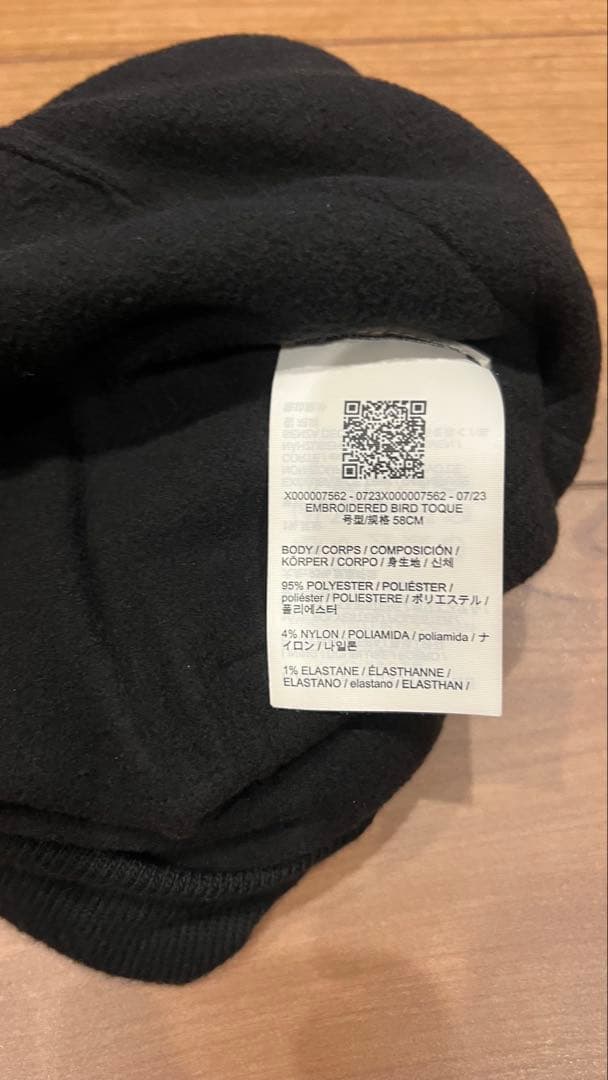 X000007562 - 0723X000007562 - 07/23
EMBROIDERED BIRD TOQUE
号型/規格 58CM
BODY / CORPS / COMPOSICIÓN /
KÖRPER / CORPO / 身生地 / 신체
95% POLYESTER / POLIÉSTER /
poliéster / POLIESTERE / ポリエステル /
폴리에스터
4% NYLON / POLIAMIDA / poliamida / ナ
イロン / 나일론
1% ELASTANE / ÉLASTHANNE /
ELASTANO / elastano / ELASTHAN /